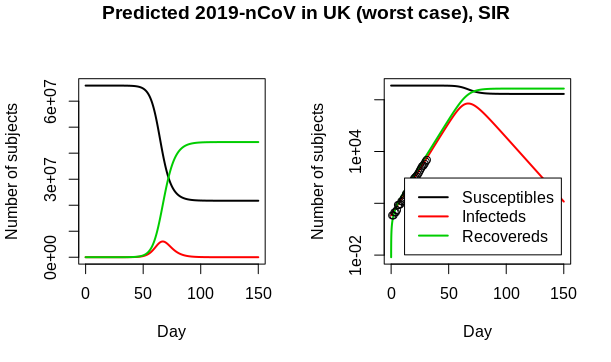 Predicted 2019-nCoV in UK (worst case), SIR
Number of subjects
0e+00 3e+07 6e+07
0 50 100 150
Day
Number of subjects
1e-02 1e+04
Susceptibles
Infecteds
Recovereds
0 50 100 150
Day